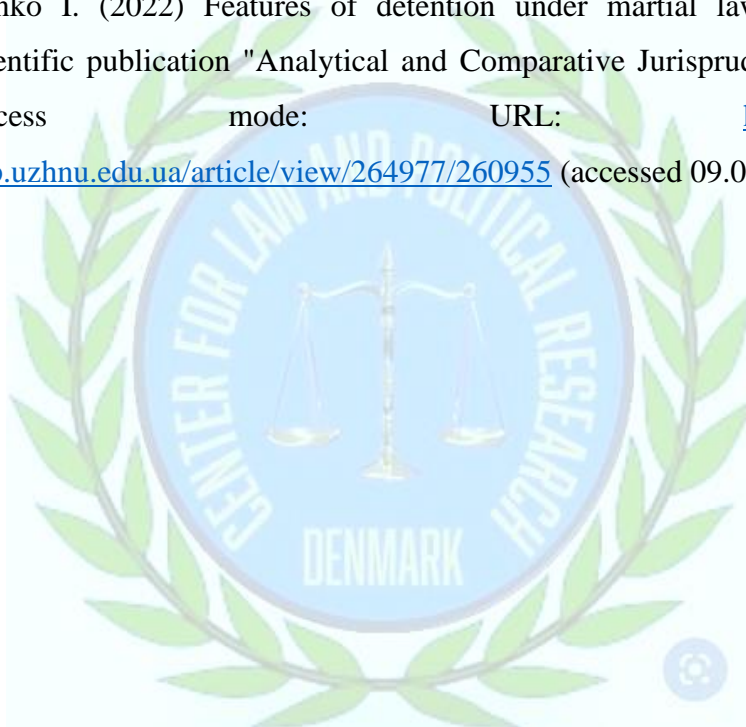 nko I. (2022) Features of detention under martial law
entific publication "Analytical and Comparative Jurisprud
cess mode: URL:
.uzhnu.edu.ua/article/view/264977/260955 (accessed 09.0
CENTER FOR LAW AND POLITICAL RESEARCH
DENMARK